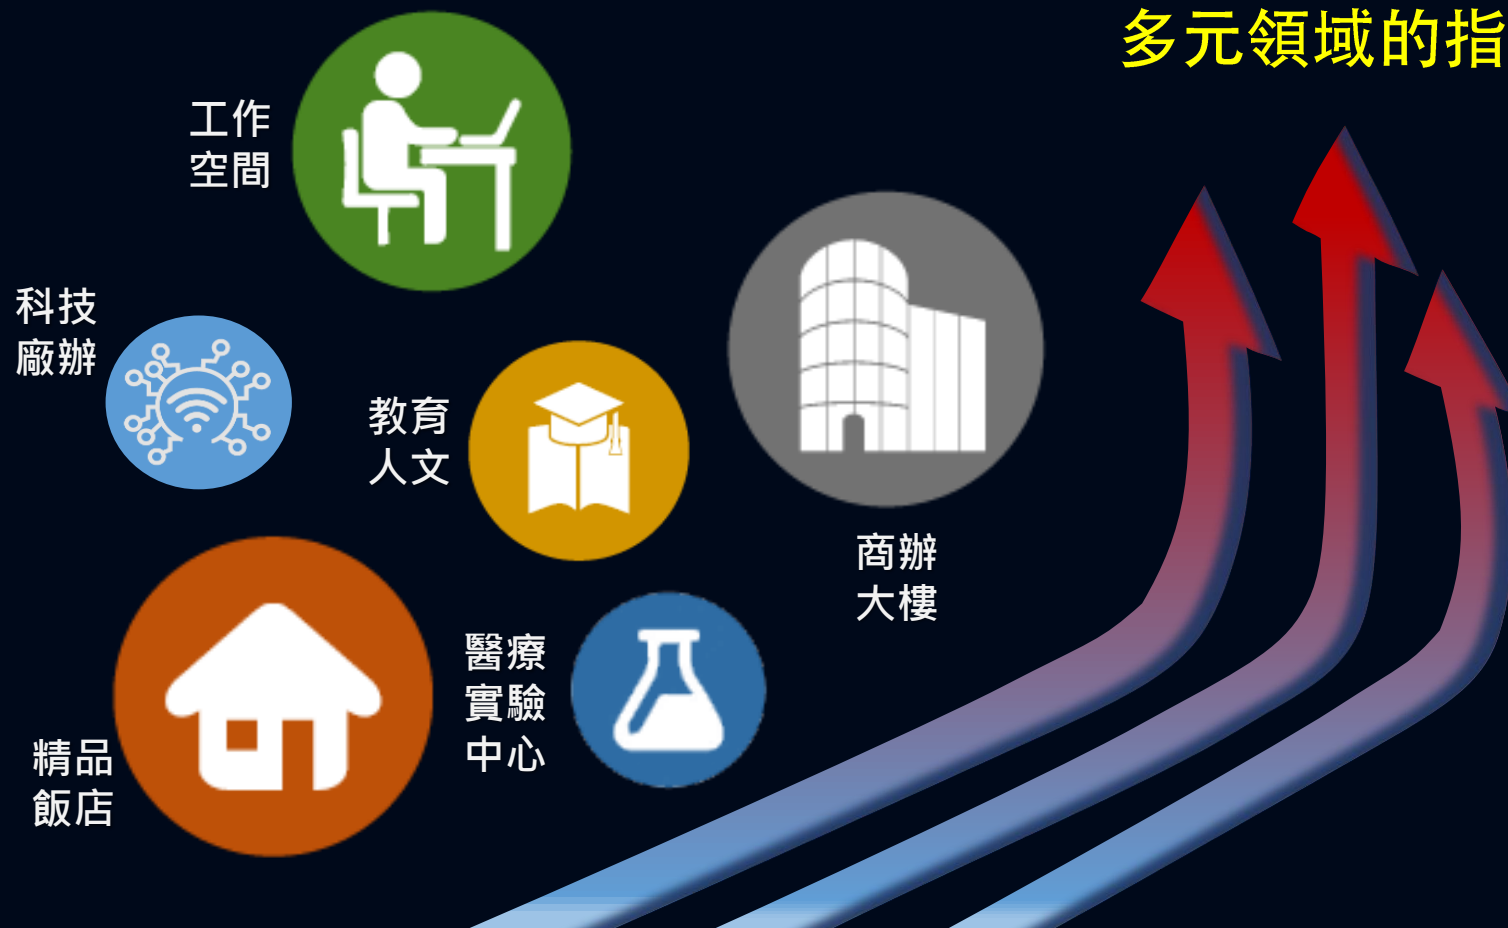 多元領域的指
工作
空間
科技
廠辦
教育
人文
商辦
大樓
醫療
實驗
中心
精品
飯店